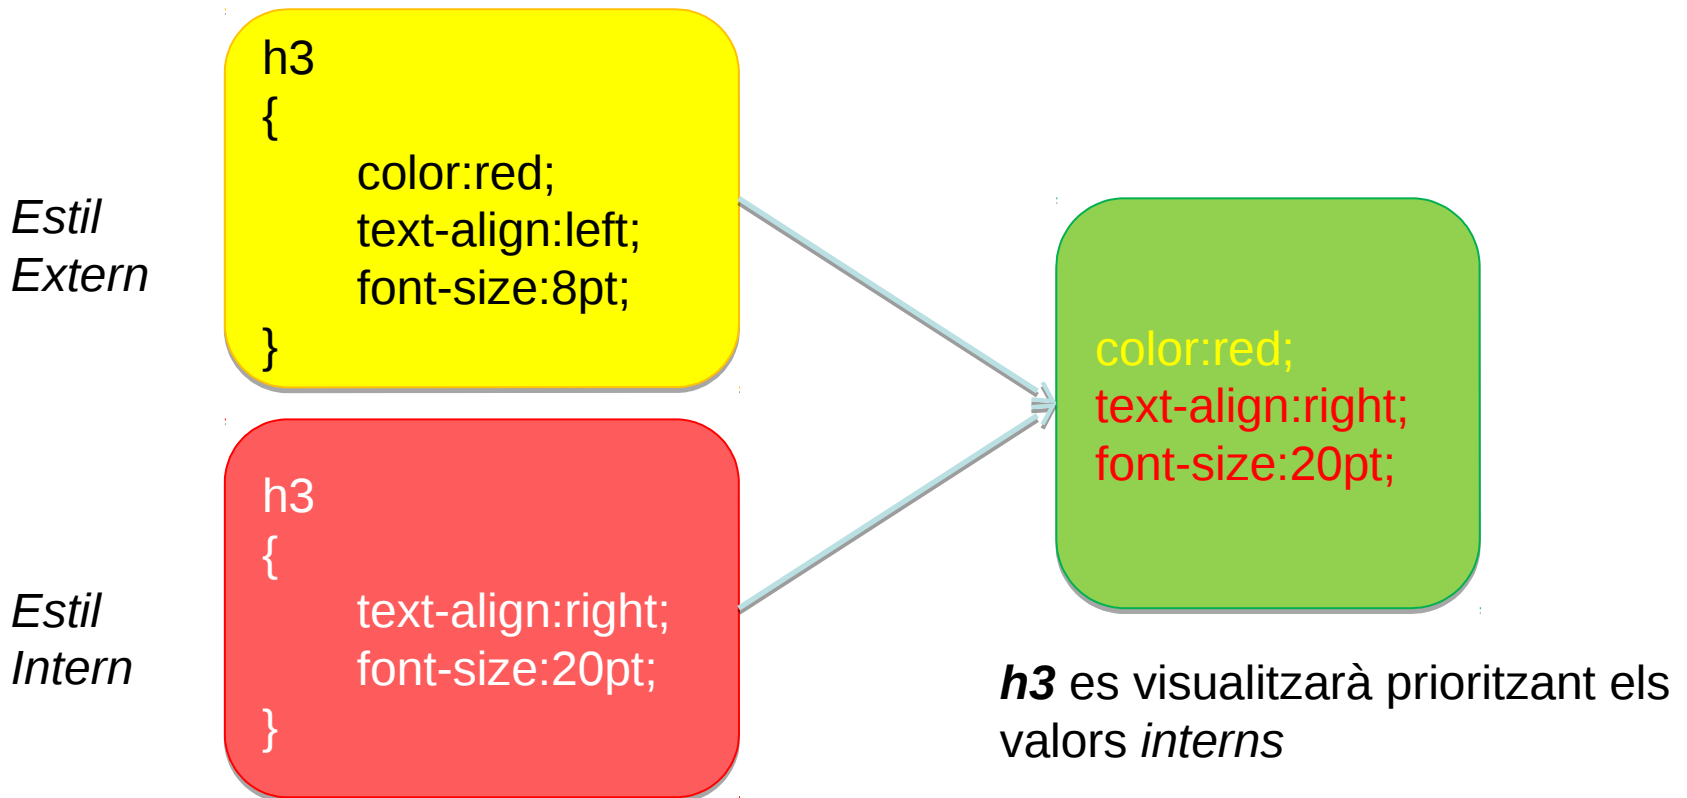 Estil
Extern
h3
{
color:red;
text-align:left;
font-size:8pt;
}
Estil
Intern
h3
{
text-align:right;
font-size:20pt;
}
color:red;
text-align:right;
font-size:20pt;
h3 es visualitzarà prioritzant els
valors interns